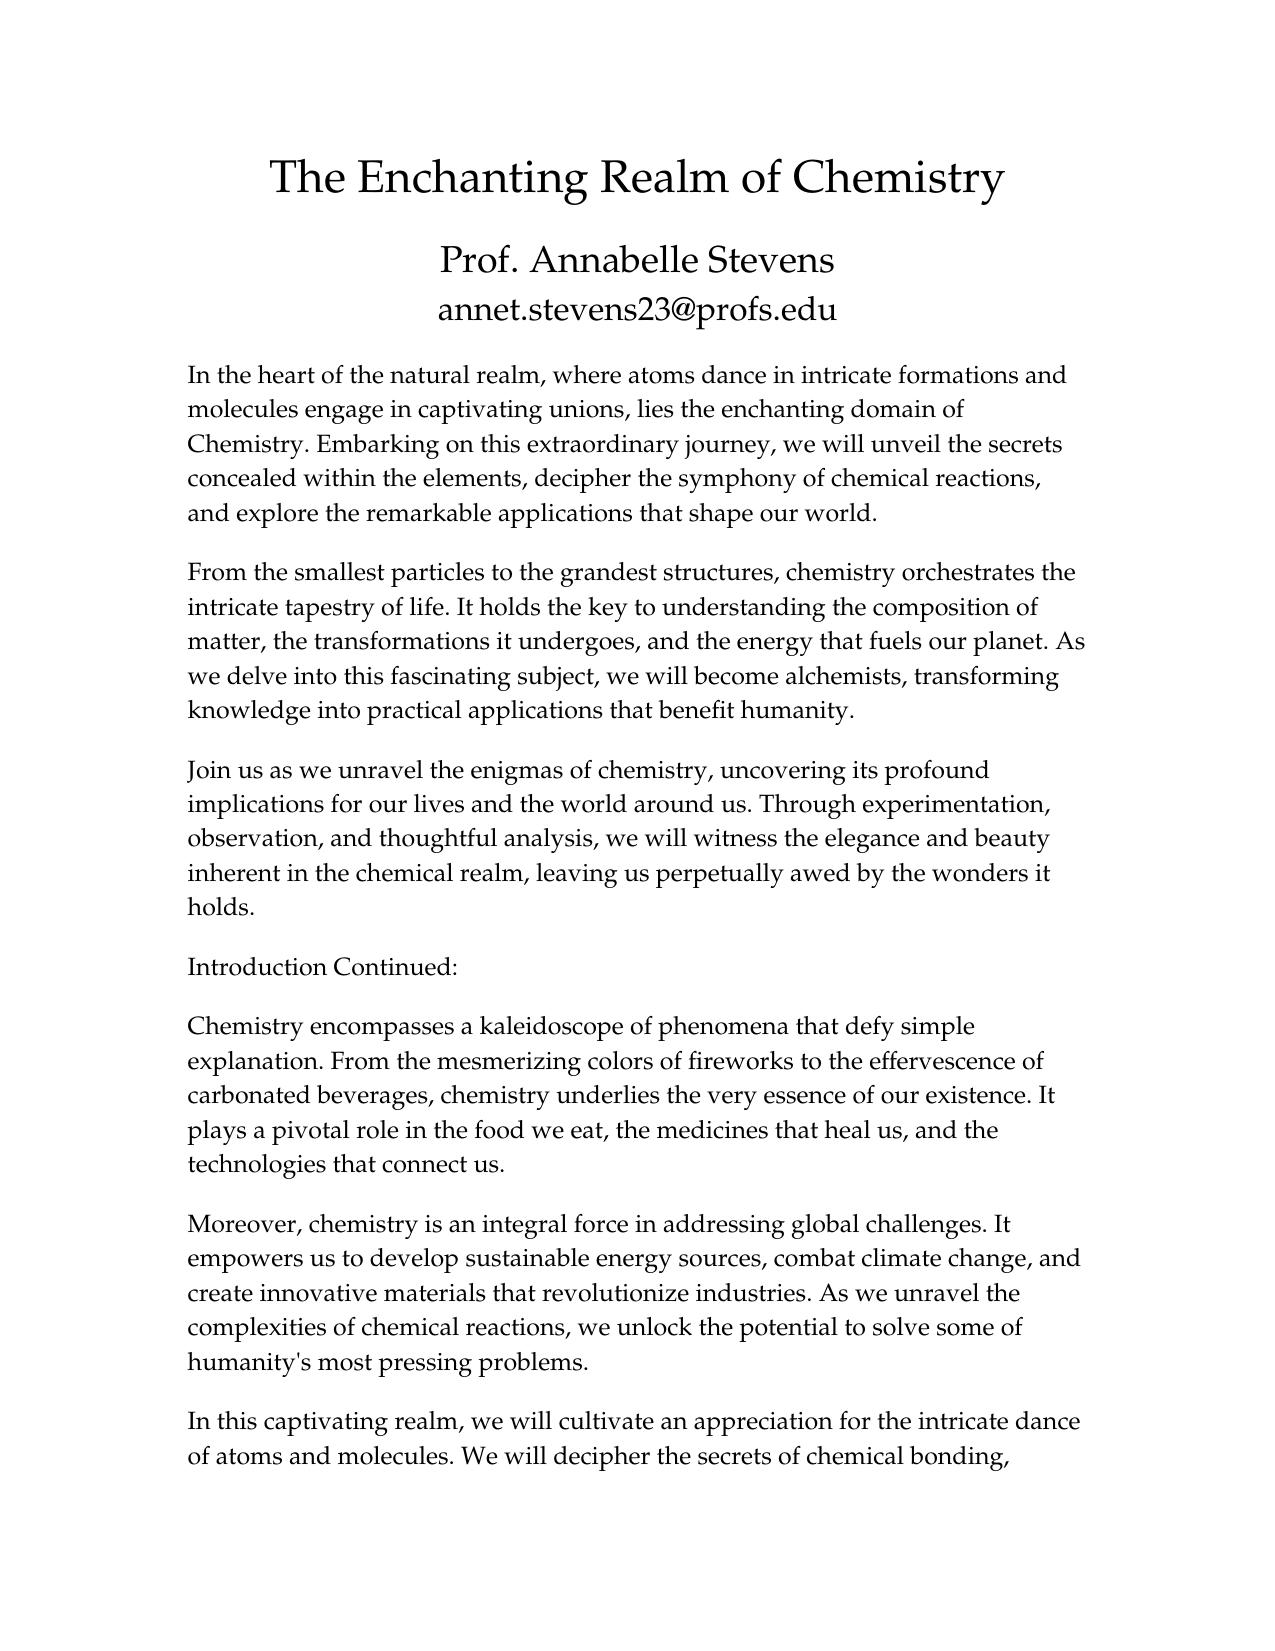 The Enchanting Realm of Chemistry
Prof. Annabelle Stevens
annet.stevens23@profs.edu
In the heart of the natural realm, where atoms dance in intricate formations and
molecules engage in captivating unions, lies the enchanting domain of
Chemistry. Embarking on this extraordinary journey, we will unveil the secrets
concealed within the elements, decipher the symphony of chemical reactions,
and explore the remarkable applications that shape our world.
From the smallest particles to the grandest structures, chemistry orchestrates the
intricate tapestry of life. It holds the key to understanding the composition of
matter, the transformations it undergoes, and the energy that fuels our planet. As
we delve into this fascinating subject, we will become alchemists, transforming
knowledge into practical applications that benefit humanity.
Join us as we unravel the enigmas of chemistry, uncovering its profound
implications for our lives and the world around us. Through experimentation,
observation, and thoughtful analysis, we will witness the elegance and beauty
inherent in the chemical realm, leaving us perpetually awed by the wonders it
holds.
Introduction Continued:
Chemistry encompasses a kaleidoscope of phenomena that defy simple
explanation. From the mesmerizing colors of fireworks to the effervescence of
carbonated beverages, chemistry underlies the very essence of our existence. It
plays a pivotal role in the food we eat, the medicines that heal us, and the
technologies that connect us.
Moreover, chemistry is an integral force in addressing global challenges. It
empowers us to develop sustainable energy sources, combat climate change, and
create innovative materials that revolutionize industries. As we unravel the
complexities of chemical reactions, we unlock the potential to solve some of
humanity's most pressing problems.
In this captivating realm, we will cultivate an appreciation for the intricate dance
of atoms and molecules. We will decipher the secrets of chemical bonding,